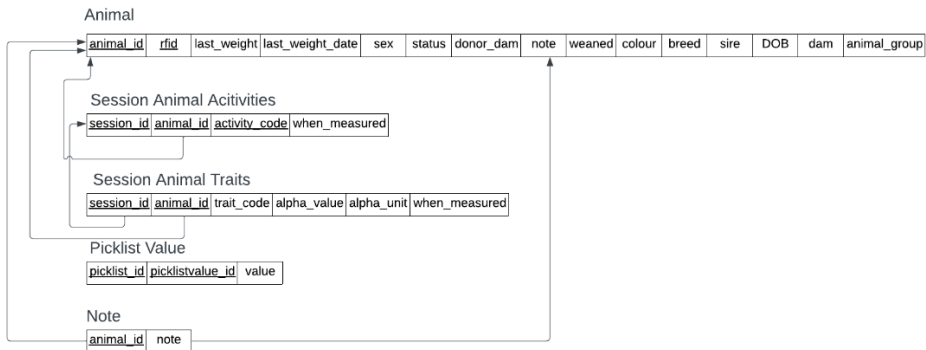 Animal
animal_id rfid last_weight last_weight_date sex status donor_dam note weaned colour breed sire DOB dam animal_group
Session Animal Acitivities
session_id animal_id activity_code when_measured
Session Animal Traits
session_id animal_id trait_code alpha_value alpha_unit when_measured
Picklist Value
picklist_id picklistvalue_id value
Note
animal_id note